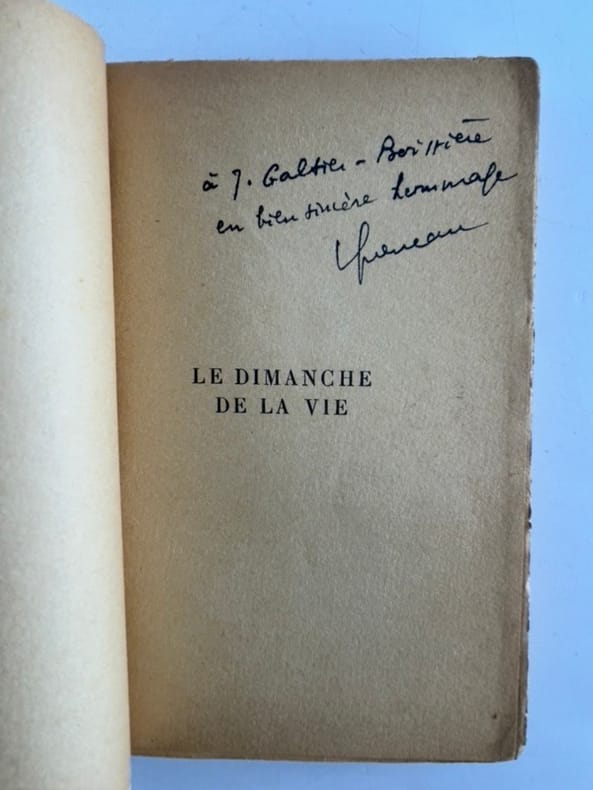 à J. Galtier-Boissière
en bien sincère hommage
Queneau
LE DIMANCHE
DE LA VIE